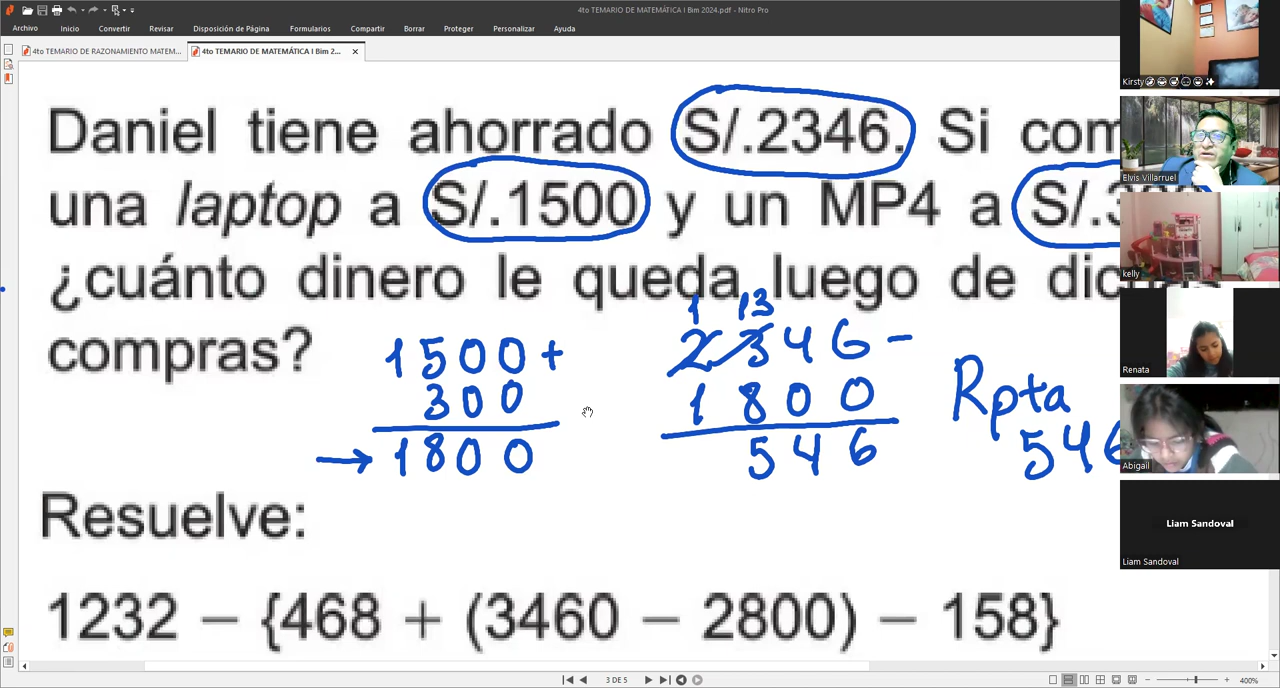 4to TEMARIO DE MATEMÁTICA I Bim 2024.pdf - Nitro Pro
Archivo Inicio Convertir Revisar Disposición de Página Formularios Compartir Borrar Proteger Personalizar Ayuda
4to TEMARIO DE RAZONAMIENTO MATEM... 4to TEMARIO DE MATEMÁTICA I Bim 2... ×
Daniel tiene ahorrado S/.2346. Si com
una laptop a S/.1500 y un MP4 a S/.3
¿cuánto dinero le queda luego de dic
compras?
1 13
1500 + 2346 -
300 1800
→ 1800 546
Rpta
546
Resuelve:
1232 – {468 + (3460 – 2800) – 158}
Kirsty
Elvis Villarruel
kelly
Renata
Abigail
Liam Sandoval
Liam Sandoval
3 DE 5
400%